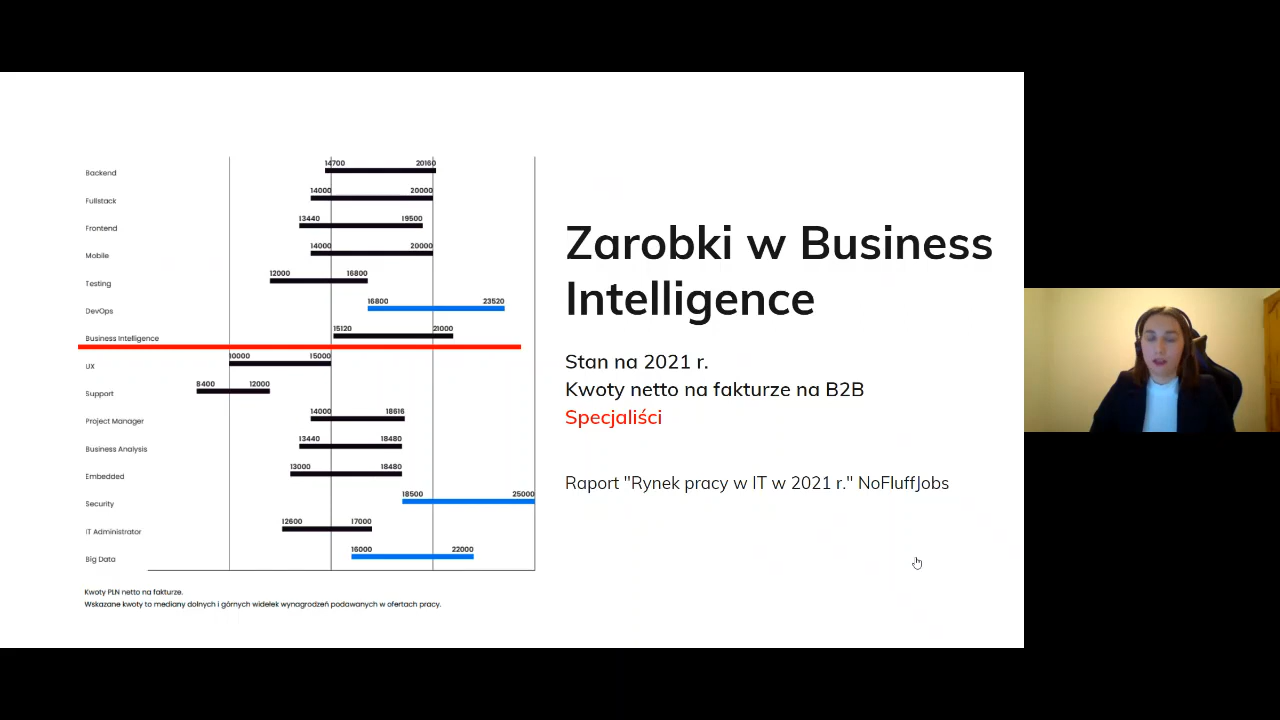 Backend 14700 20160
Fullstack 14000 20000
Frontend 13440 19500
Mobile 14000 20000
Testing 12000 16800
DevOps 16800 23520
Business Intelligence 15120 21000
UX 10000 15000
Support 8400 12000
Project Manager 14000 18616
Business Analysis 13440 18480
Embedded 13000 18480
Security 18500 25000
IT Administrator 12600 17000
Big Data 16000 22000
Kwoty PLN netto na fakturze.
Wskazane kwoty to mediany dolnych i górnych widełek wynagrodzeń podawanych w ofertach pracy.
Zarobki w Business
Intelligence
Stan na 2021 r.
Kwoty netto na fakturze na B2B
Specjaliści
Raport "Rynek pracy w IT w 2021 r." NoFluffJobs